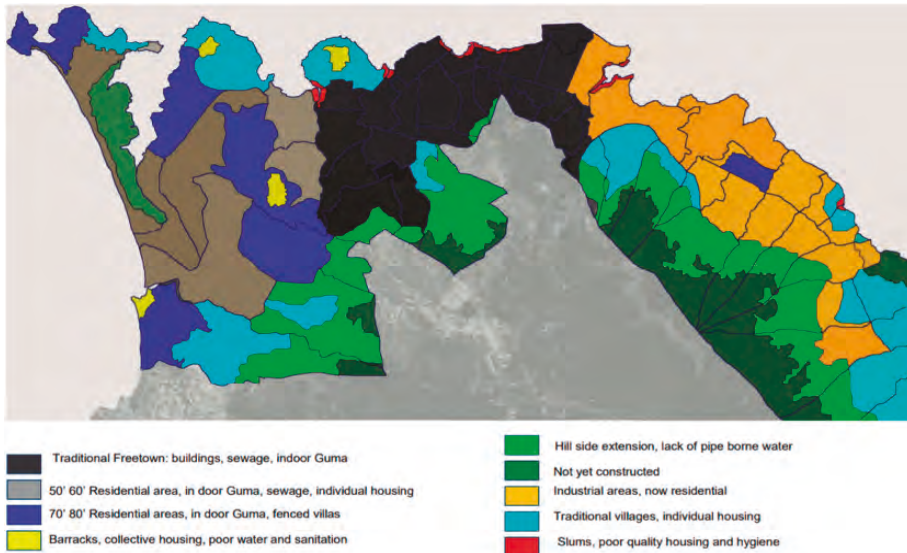 Traditional Freetown: buildings, sewage, indoor Guma
50' 60' Residential area, in door Guma, sewage, individual housing
70' 80' Residential areas, in door Guma, fenced villas
Barracks, collective housing, poor water and sanitation
Hill side extension, lack of pipe borne water
Not yet constructed
Industrial areas, now residential
Traditional villages, individual housing
Slums, poor quality housing and hygiene